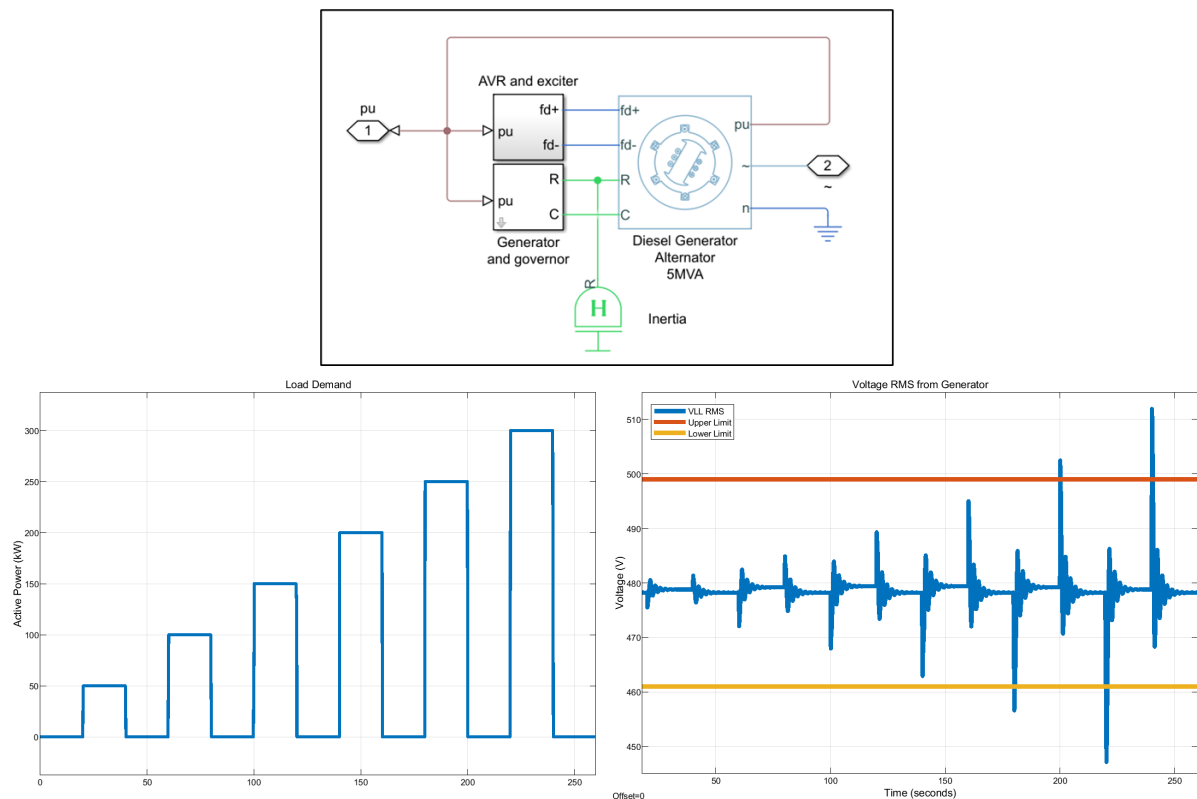 AVR and exciter
pu
1
pu
fd+
fd-
fd+
fd-
pu
R
C
R
C
pu
~
n
2
~
Generator
and governor
Diesel Generator
Alternator
5MVA
R
H
Inertia
Load Demand
Active Power (kW)
300
250
200
150
100
50
0
0
50
100
150
200
250
Offset=0
Voltage RMS from Generator
VLL RMS
Upper Limit
Lower Limit
Voltage (V)
510
500
490
480
470
460
450
50
100
150
200
250
Time (seconds)